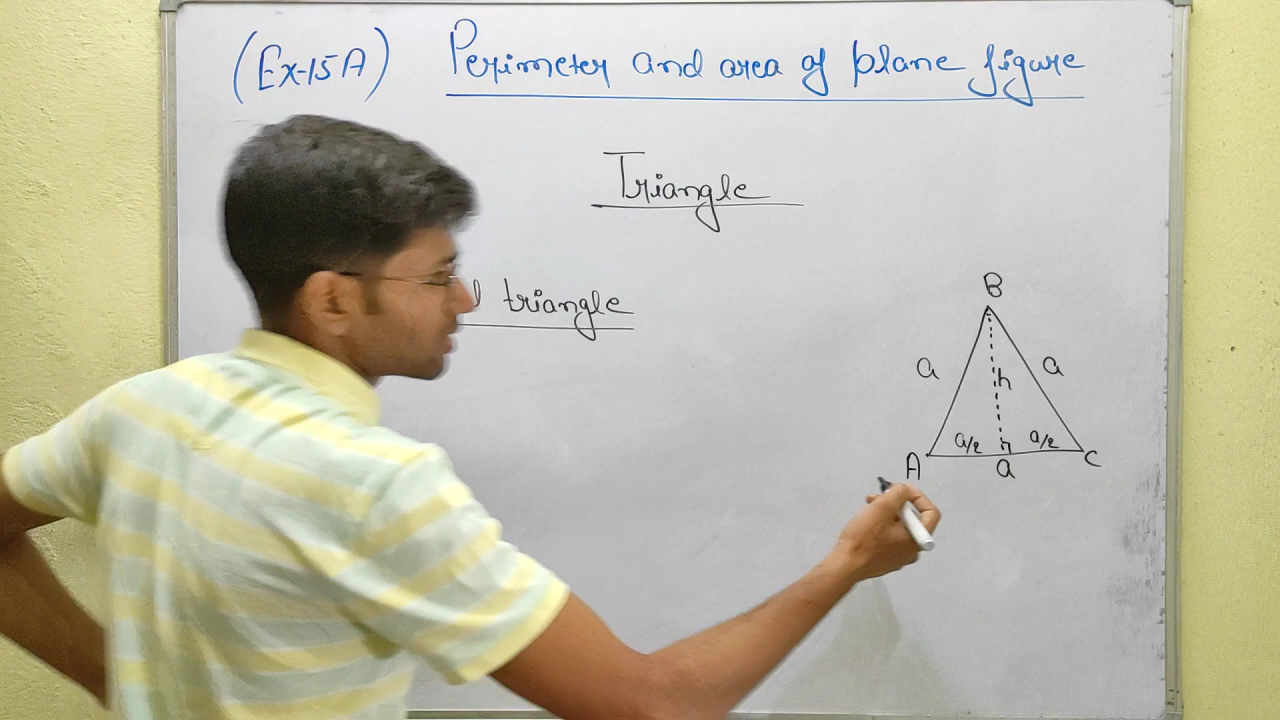 (Ex-15A) Perimeter and area of plane figure
Triangle
l triangle
B
a h a
a/2 a/2
A a C